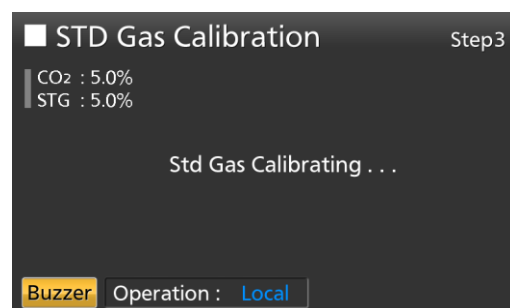 STD Gas Calibration
Step3
CO2 : 5.0%
STG : 5.0%
Std Gas Calibrating . . .
Buzzer Operation : Local